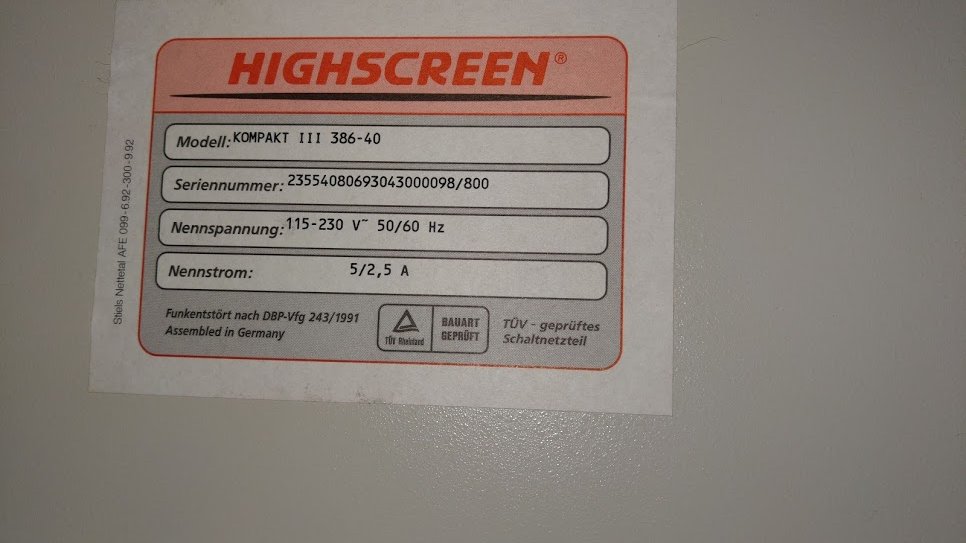 HIGHSCREEN®
Modell: KOMPAKT III 386-40
Seriennummer: 23554080693043000098/800
Nennspannung: 115-230 V~ 50/60 Hz
Nennstrom: 5/2,5 A
Funkentstört nach DBP-Vfg 243/1991
Assembled in Germany
TÜV Rheinland
BAUART
GEPRÜFT
TÜV - geprüftes
Schaltnetzteil
Stiels Nettetal AFE 099-6.92-300-9.92